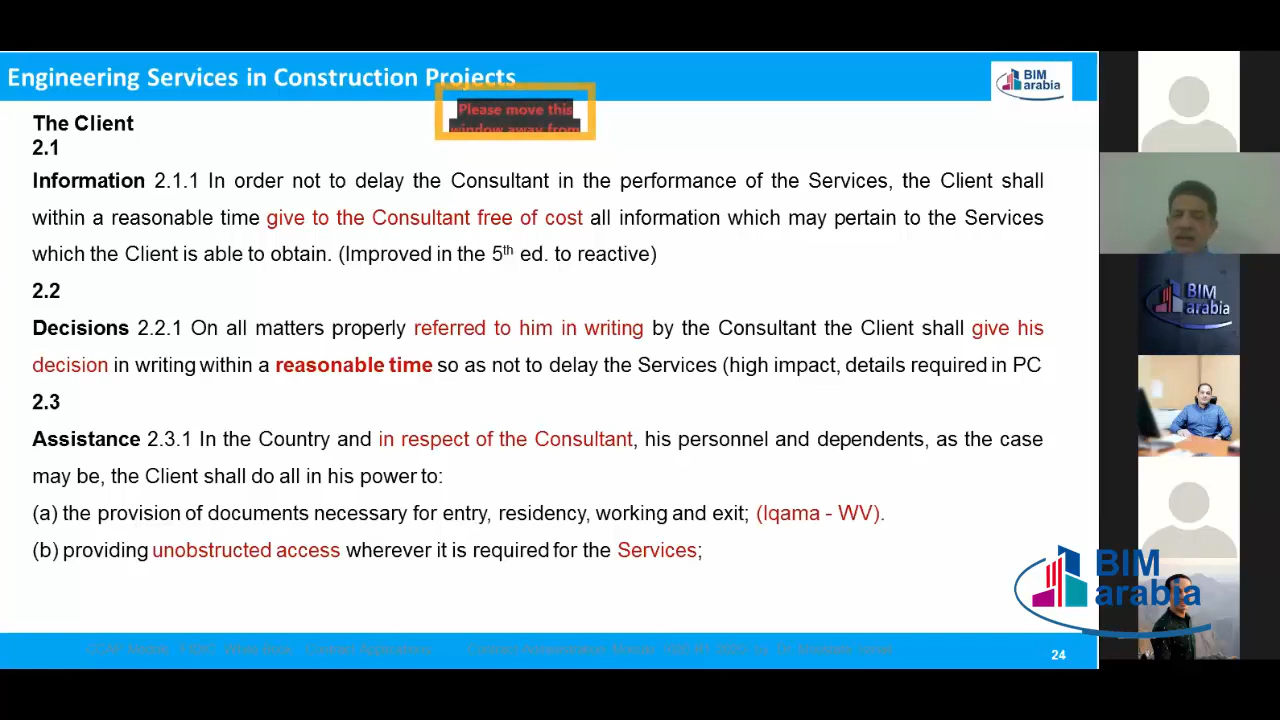 Engineering Services in Construction Projects
BIM
arabia
Please move this
window away from
The Client
2.1
Information 2.1.1 In order not to delay the Consultant in the performance of the Services, the Client shall
within a reasonable time give to the Consultant free of cost all information which may pertain to the Services
which the Client is able to obtain. (Improved in the 5th ed. to reactive)
2.2
Decisions 2.2.1 On all matters properly referred to him in writing by the Consultant the Client shall give his
decision in writing within a reasonable time so as not to delay the Services (high impact, details required in PC
2.3
Assistance 2.3.1 In the Country and in respect of the Consultant, his personnel and dependents, as the case
may be, the Client shall do all in his power to:
(a) the provision of documents necessary for entry, residency, working and exit; (Iqama - WV).
(b) providing unobstructed access wherever it is required for the Services;
BIM
arabia
BIM
arabia
24